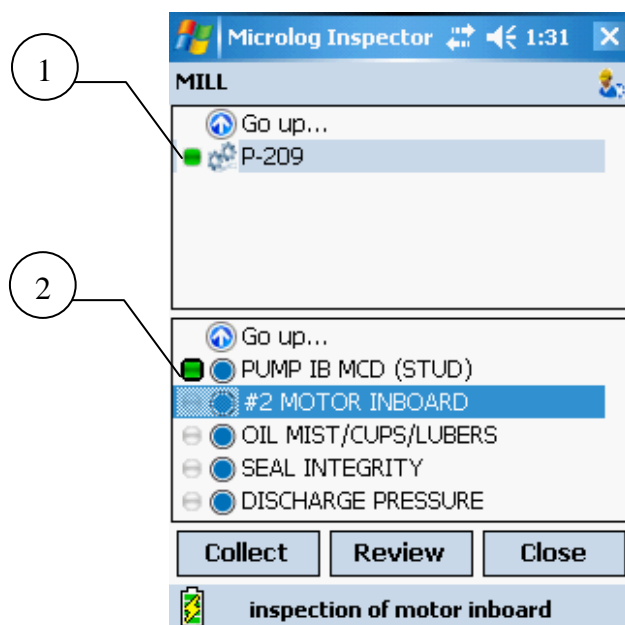 Microlog Inspector 1:31
1
MILL
Go up...
P-209
2
Go up...
PUMP IB MCD (STUD)
#2 MOTOR INBOARD
OIL MIST/CUPS/LUBERS
SEAL INTEGRITY
DISCHARGE PRESSURE
Collect Review Close
inspection of motor inboard